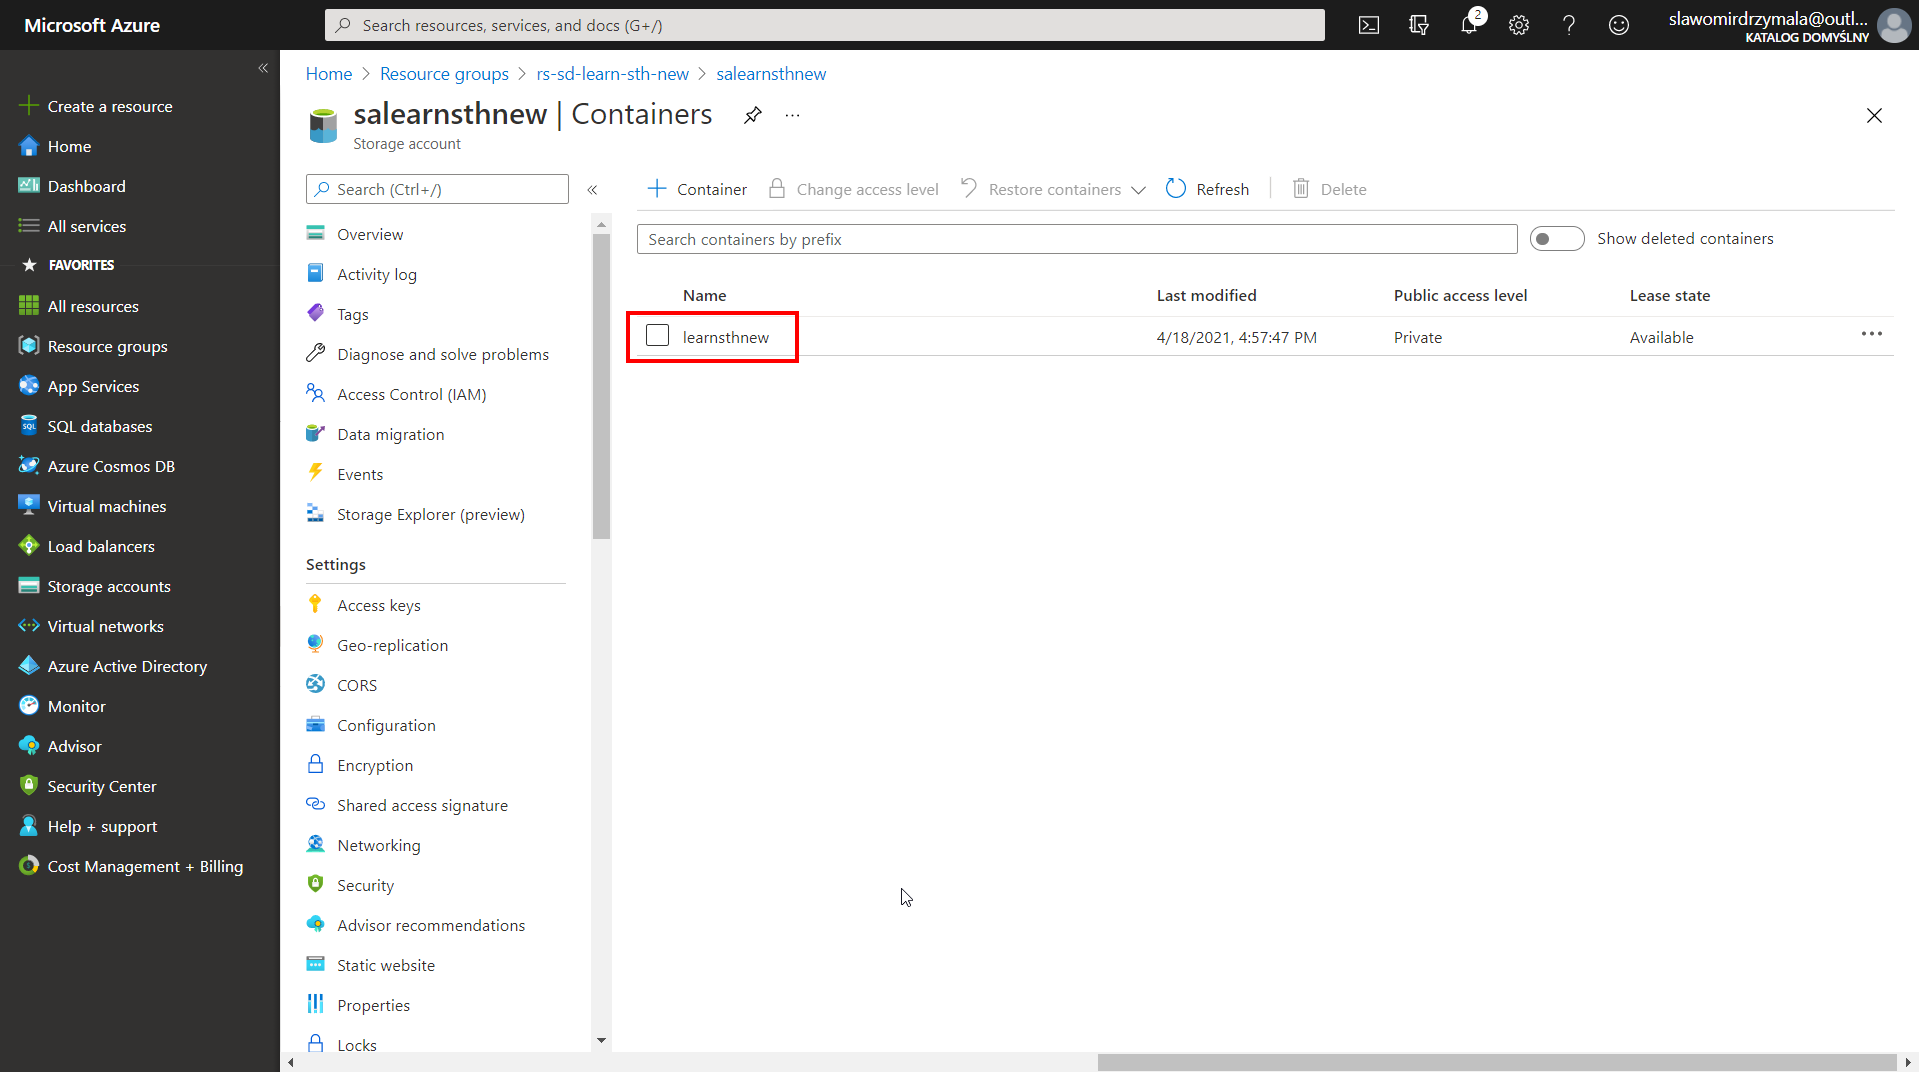 Microsoft Azure
Search resources, services, and docs (G+/)
2
slawomirdrzymala@outl...
KATALOG DOMYŚLNY
Create a resource
Home
Dashboard
All services
FAVORITES
All resources
Resource groups
App Services
SQL databases
Azure Cosmos DB
Virtual machines
Load balancers
Storage accounts
Virtual networks
Azure Active Directory
Monitor
Advisor
Security Center
Help + support
Cost Management + Billing
Home > Resource groups > rs-sd-learn-sth-new > salearnsthnew
salearnsthnew | Containers
Storage account
Search (Ctrl+/)
Overview
Activity log
Tags
Diagnose and solve problems
Access Control (IAM)
Data migration
Events
Storage Explorer (preview)
Settings
Access keys
Geo-replication
CORS
Configuration
Encryption
Shared access signature
Networking
Security
Advisor recommendations
Static website
Properties
Locks
Container Change access level Restore containers Refresh Delete
Search containers by prefix
Show deleted containers
Name Last modified Public access level Lease state
learnsthnew 4/18/2021, 4:57:47 PM Private Available